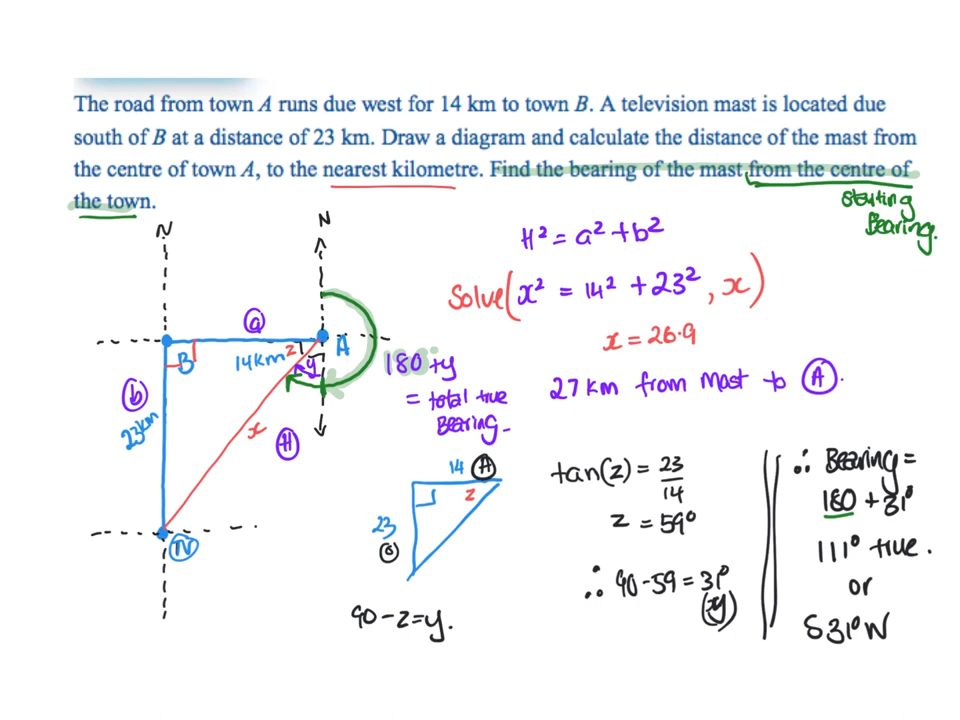 The road from town A runs due west for 14 km to town B. A television mast is located due
south of B at a distance of 23 km. Draw a diagram and calculate the distance of the mast from
the centre of town A, to the nearest kilometre. Find the bearing of the mast from the centre of
the town.
starting
Bearing.
N
N
H² = a² + b²
Solve(x² = 14² + 23², x)
x = 26.9
27 km from Mast to A.
a
B
14km
z
A
y
b
23km
x
H
180 + y
= total true
Bearing.
14
A
z
23
tan(z) = 23/14
z = 59°
∴ 90 - 59 = 31°
(y)
90 - z = y.
∴ Bearing =
180 + 31°
111° true.
or
S31°W